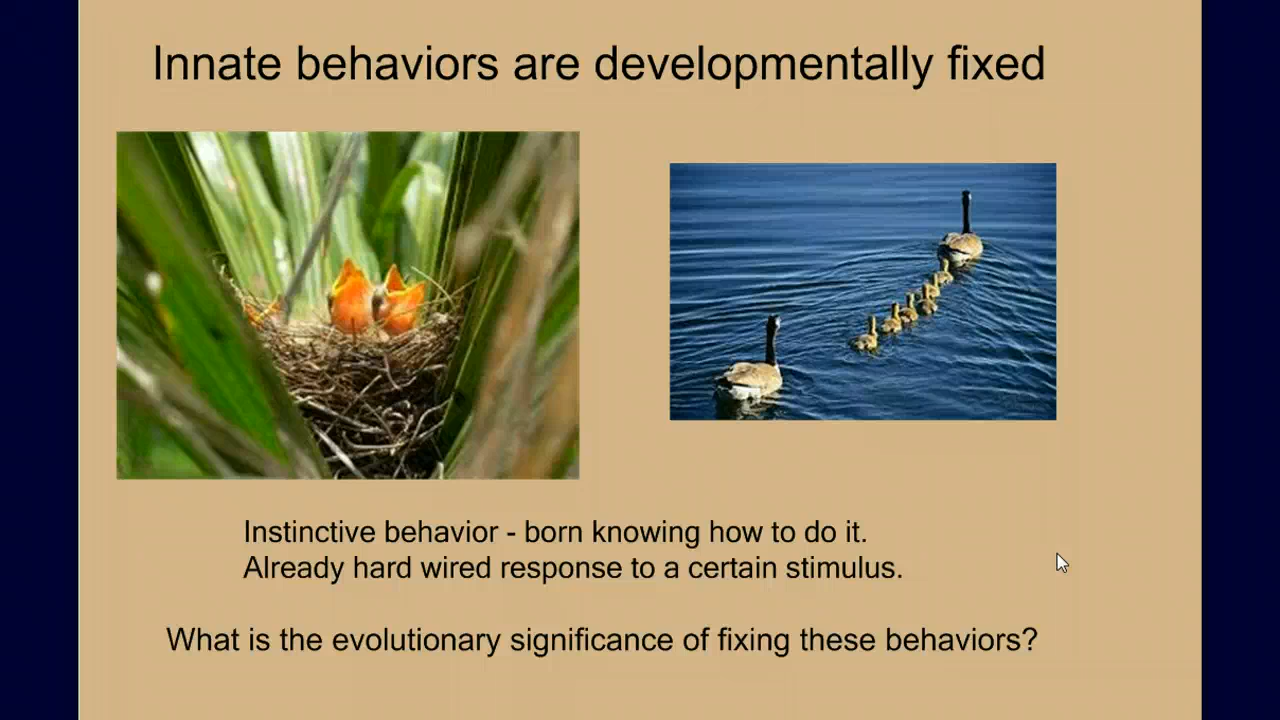 Innate behaviors are developmentally fixed
Instinctive behavior - born knowing how to do it.
Already hard wired response to a certain stimulus.
What is the evolutionary significance of fixing these behaviors?